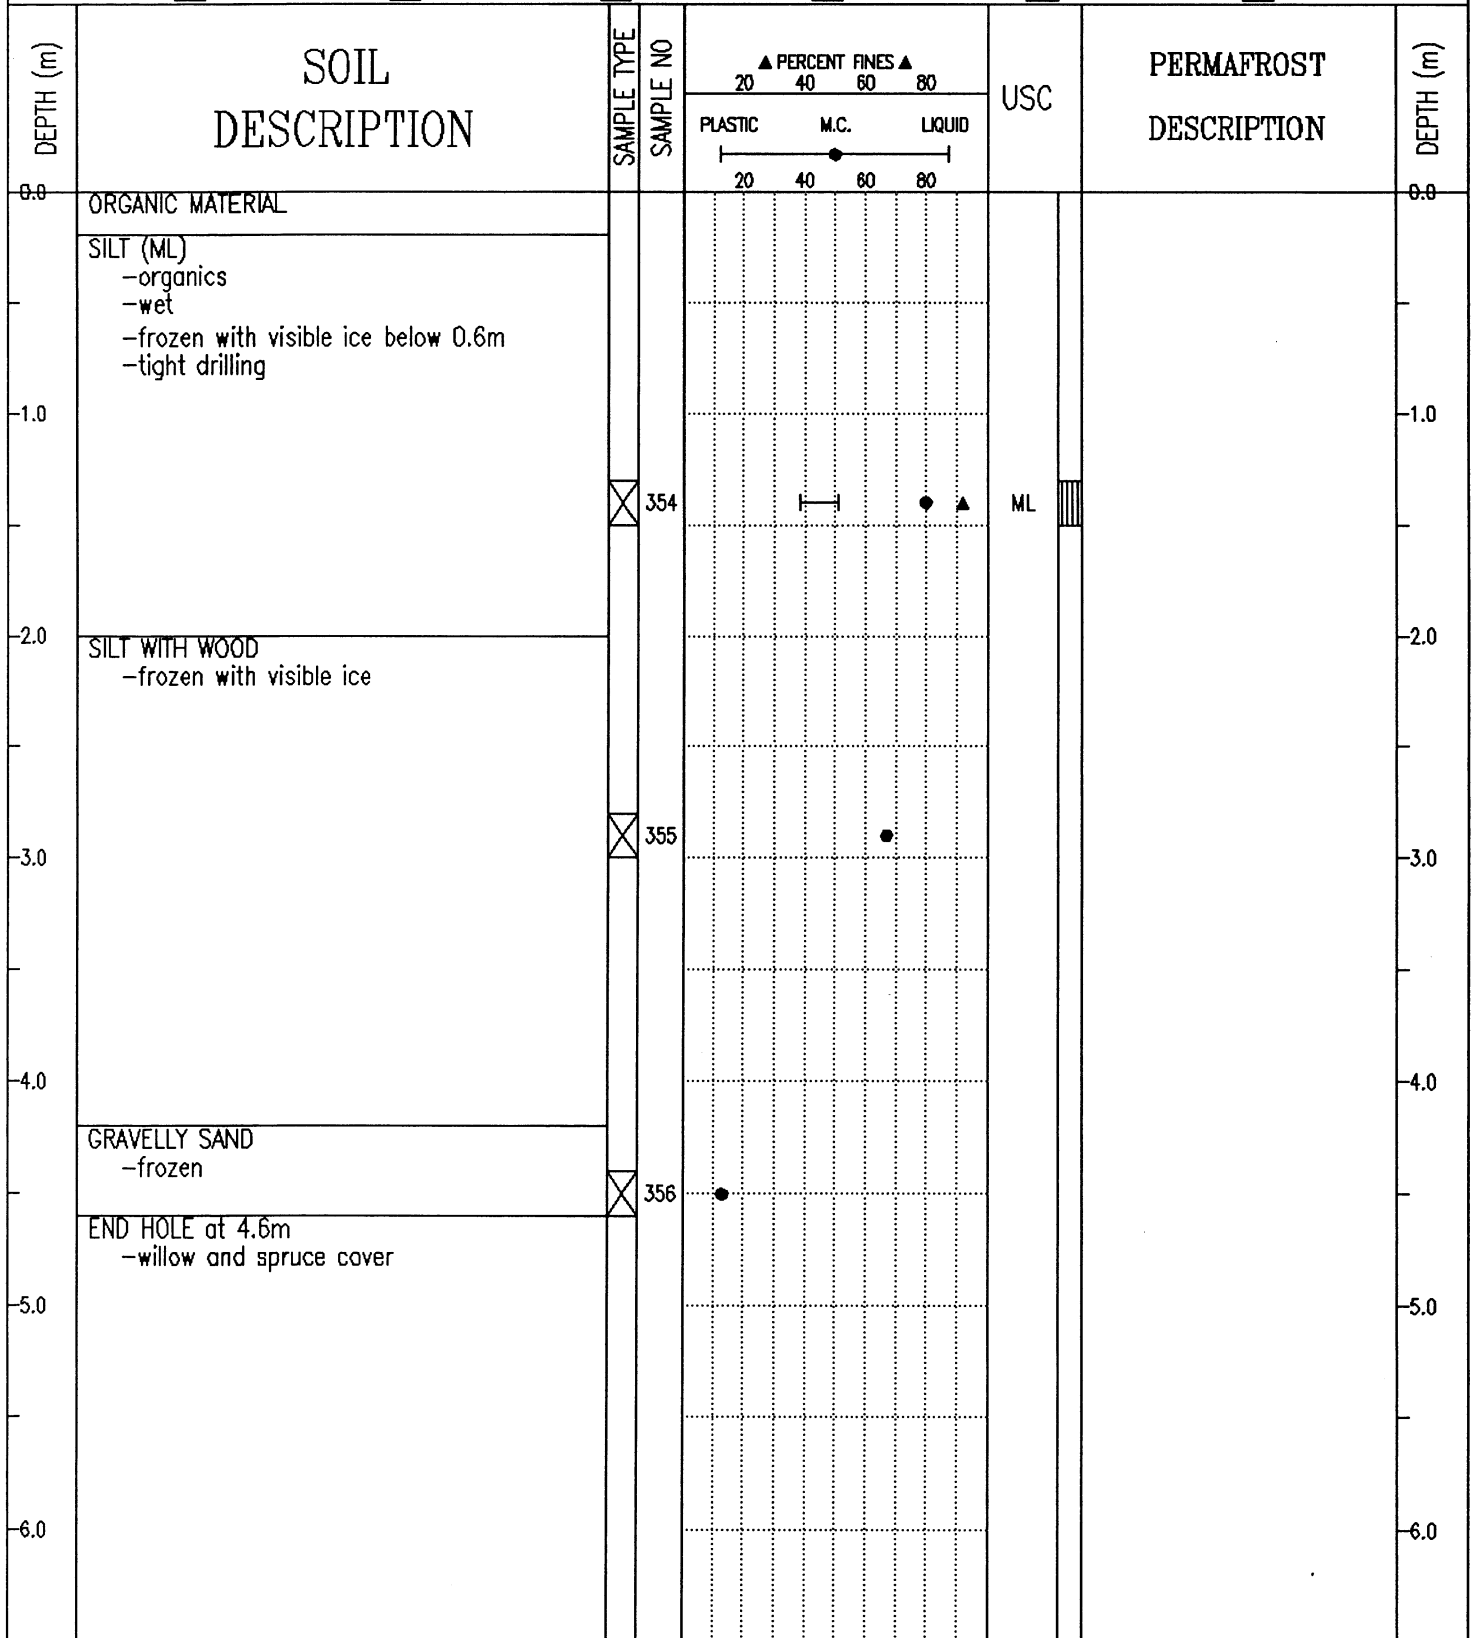 DEPTH (m)
SOIL
DESCRIPTION
SAMPLE TYPE
SAMPLE NO
▲ PERCENT FINES ▲
20 40 60 80
PLASTIC M.C. LIQUID
20 40 60 80
USC
PERMAFROST
DESCRIPTION
DEPTH (m)
0.0 0.0
ORGANIC MATERIAL
SILT (ML)
-organics
-wet
-frozen with visible ice below 0.6m
-tight drilling
1.0 1.0
354 ML
2.0 2.0
SILT WITH WOOD
-frozen with visible ice
355
3.0 3.0
4.0 4.0
GRAVELLY SAND
-frozen
356
END HOLE at 4.6m
-willow and spruce cover
5.0 5.0
6.0 6.0